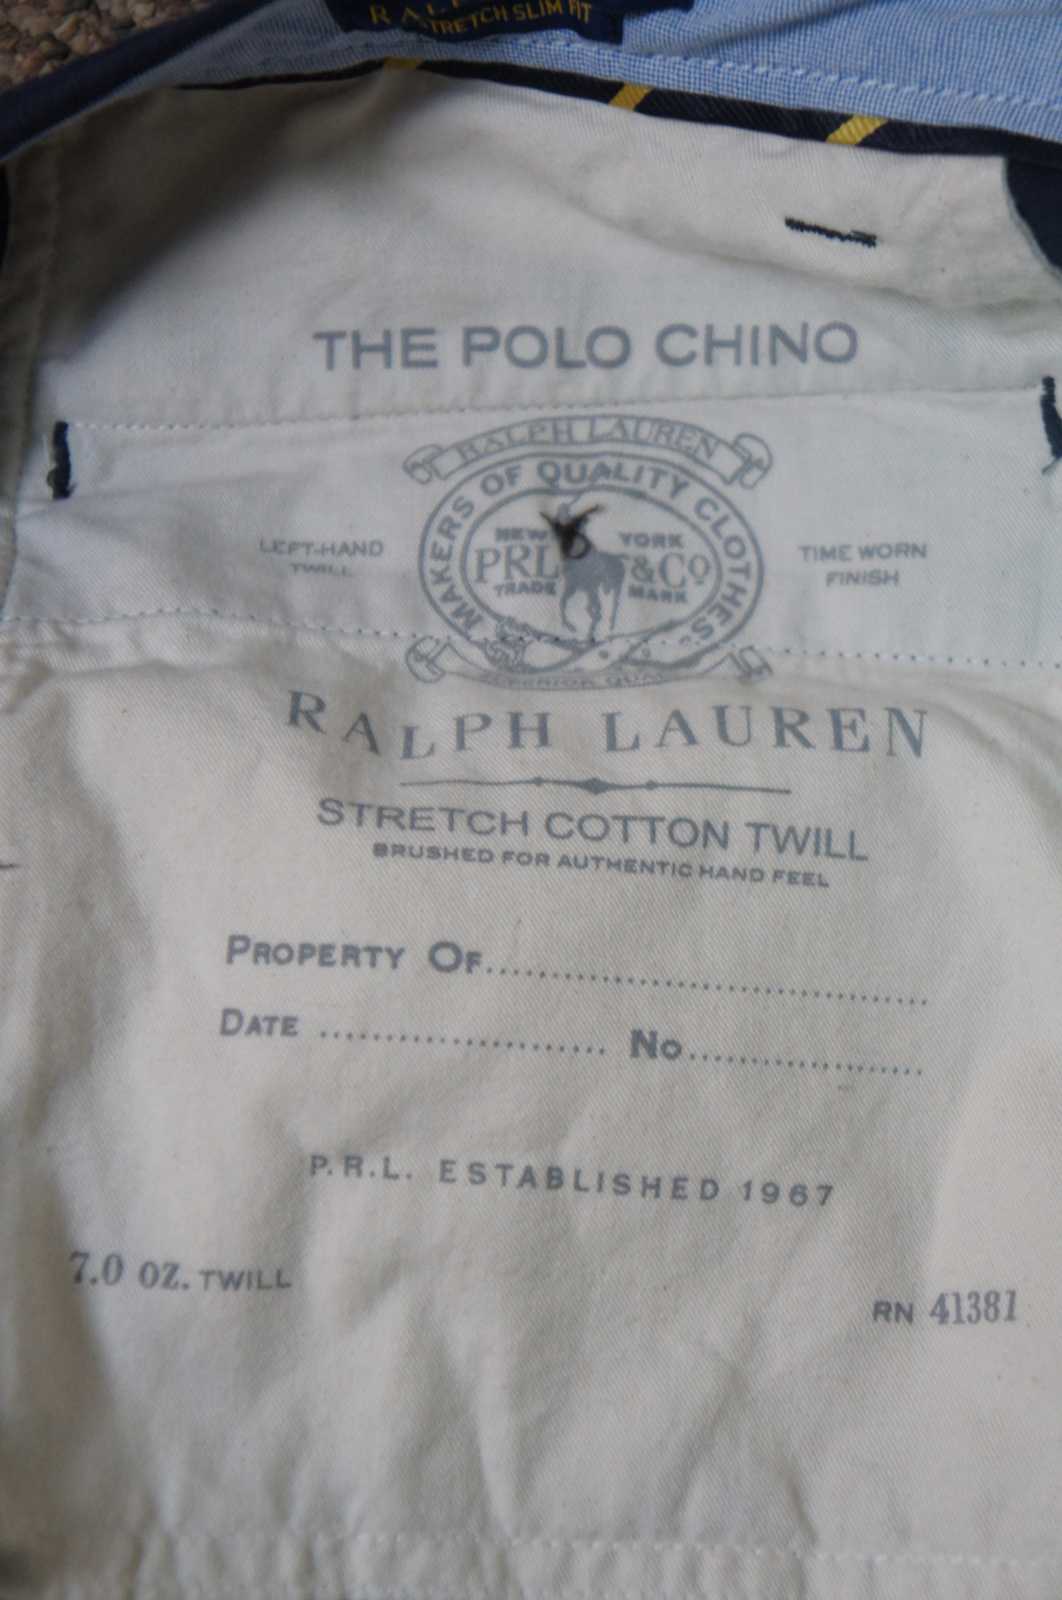 STRETCH SLIM FIT
THE POLO CHINO
RALPH LAUREN
MAKERS OF QUALITY CLOTHES
NEW YORK
PRL &CO
TRADE MARK
LEFT-HAND
TWILL
TIME WORN
FINISH
SUPERIOR
RALPH LAUREN
STRETCH COTTON TWILL
BRUSHED FOR AUTHENTIC HAND FEEL
PROPERTY OF
DATE NO
P.R.L. ESTABLISHED 1967
7.0 OZ. TWILL
RN 41381